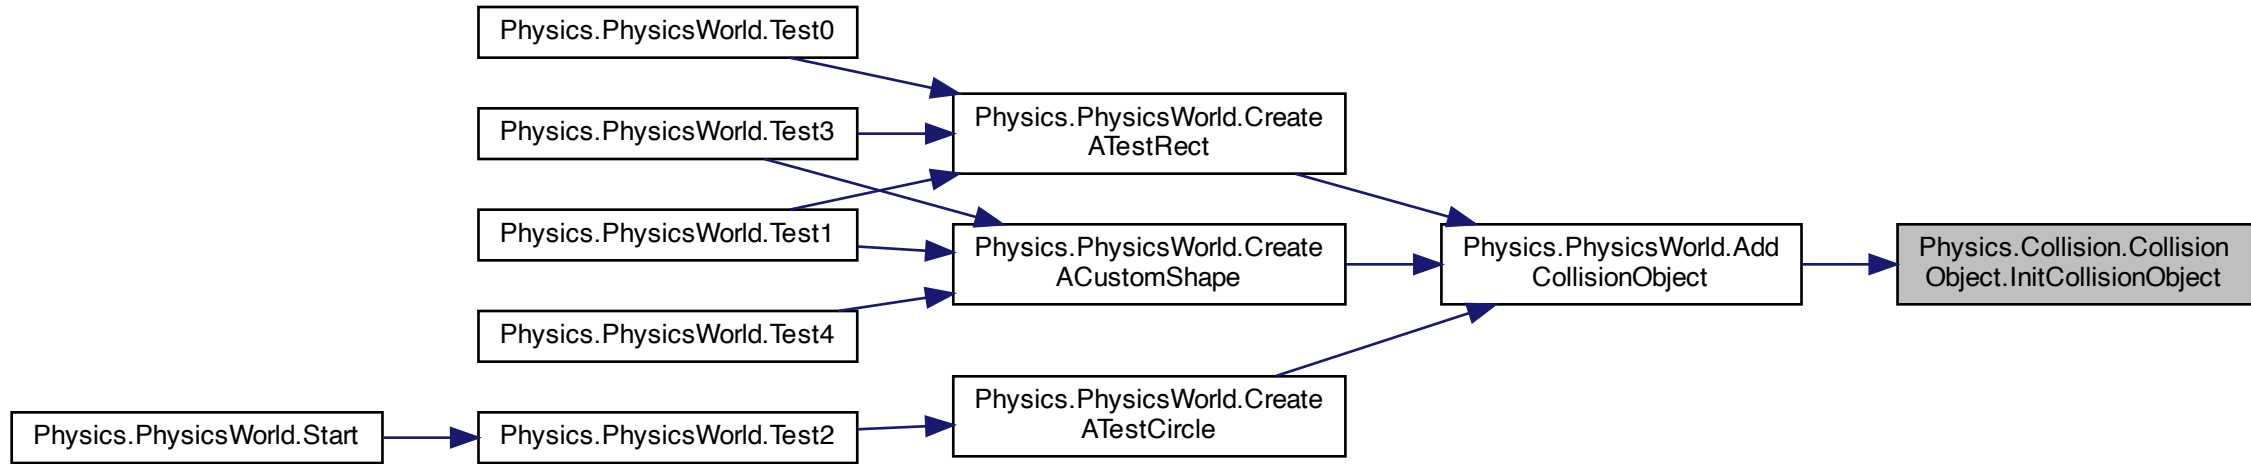 Physics.PhysicsWorld.Test0
Physics.PhysicsWorld.Test3
Physics.PhysicsWorld.Test1
Physics.PhysicsWorld.Test4
Physics.PhysicsWorld.Start
Physics.PhysicsWorld.Test2
Physics.PhysicsWorld.Create
ATestRect
Physics.PhysicsWorld.Create
ACustomShape
Physics.PhysicsWorld.Create
ATestCircle
Physics.PhysicsWorld.Add
CollisionObject
Physics.Collision.Collision
Object.InitCollisionObject